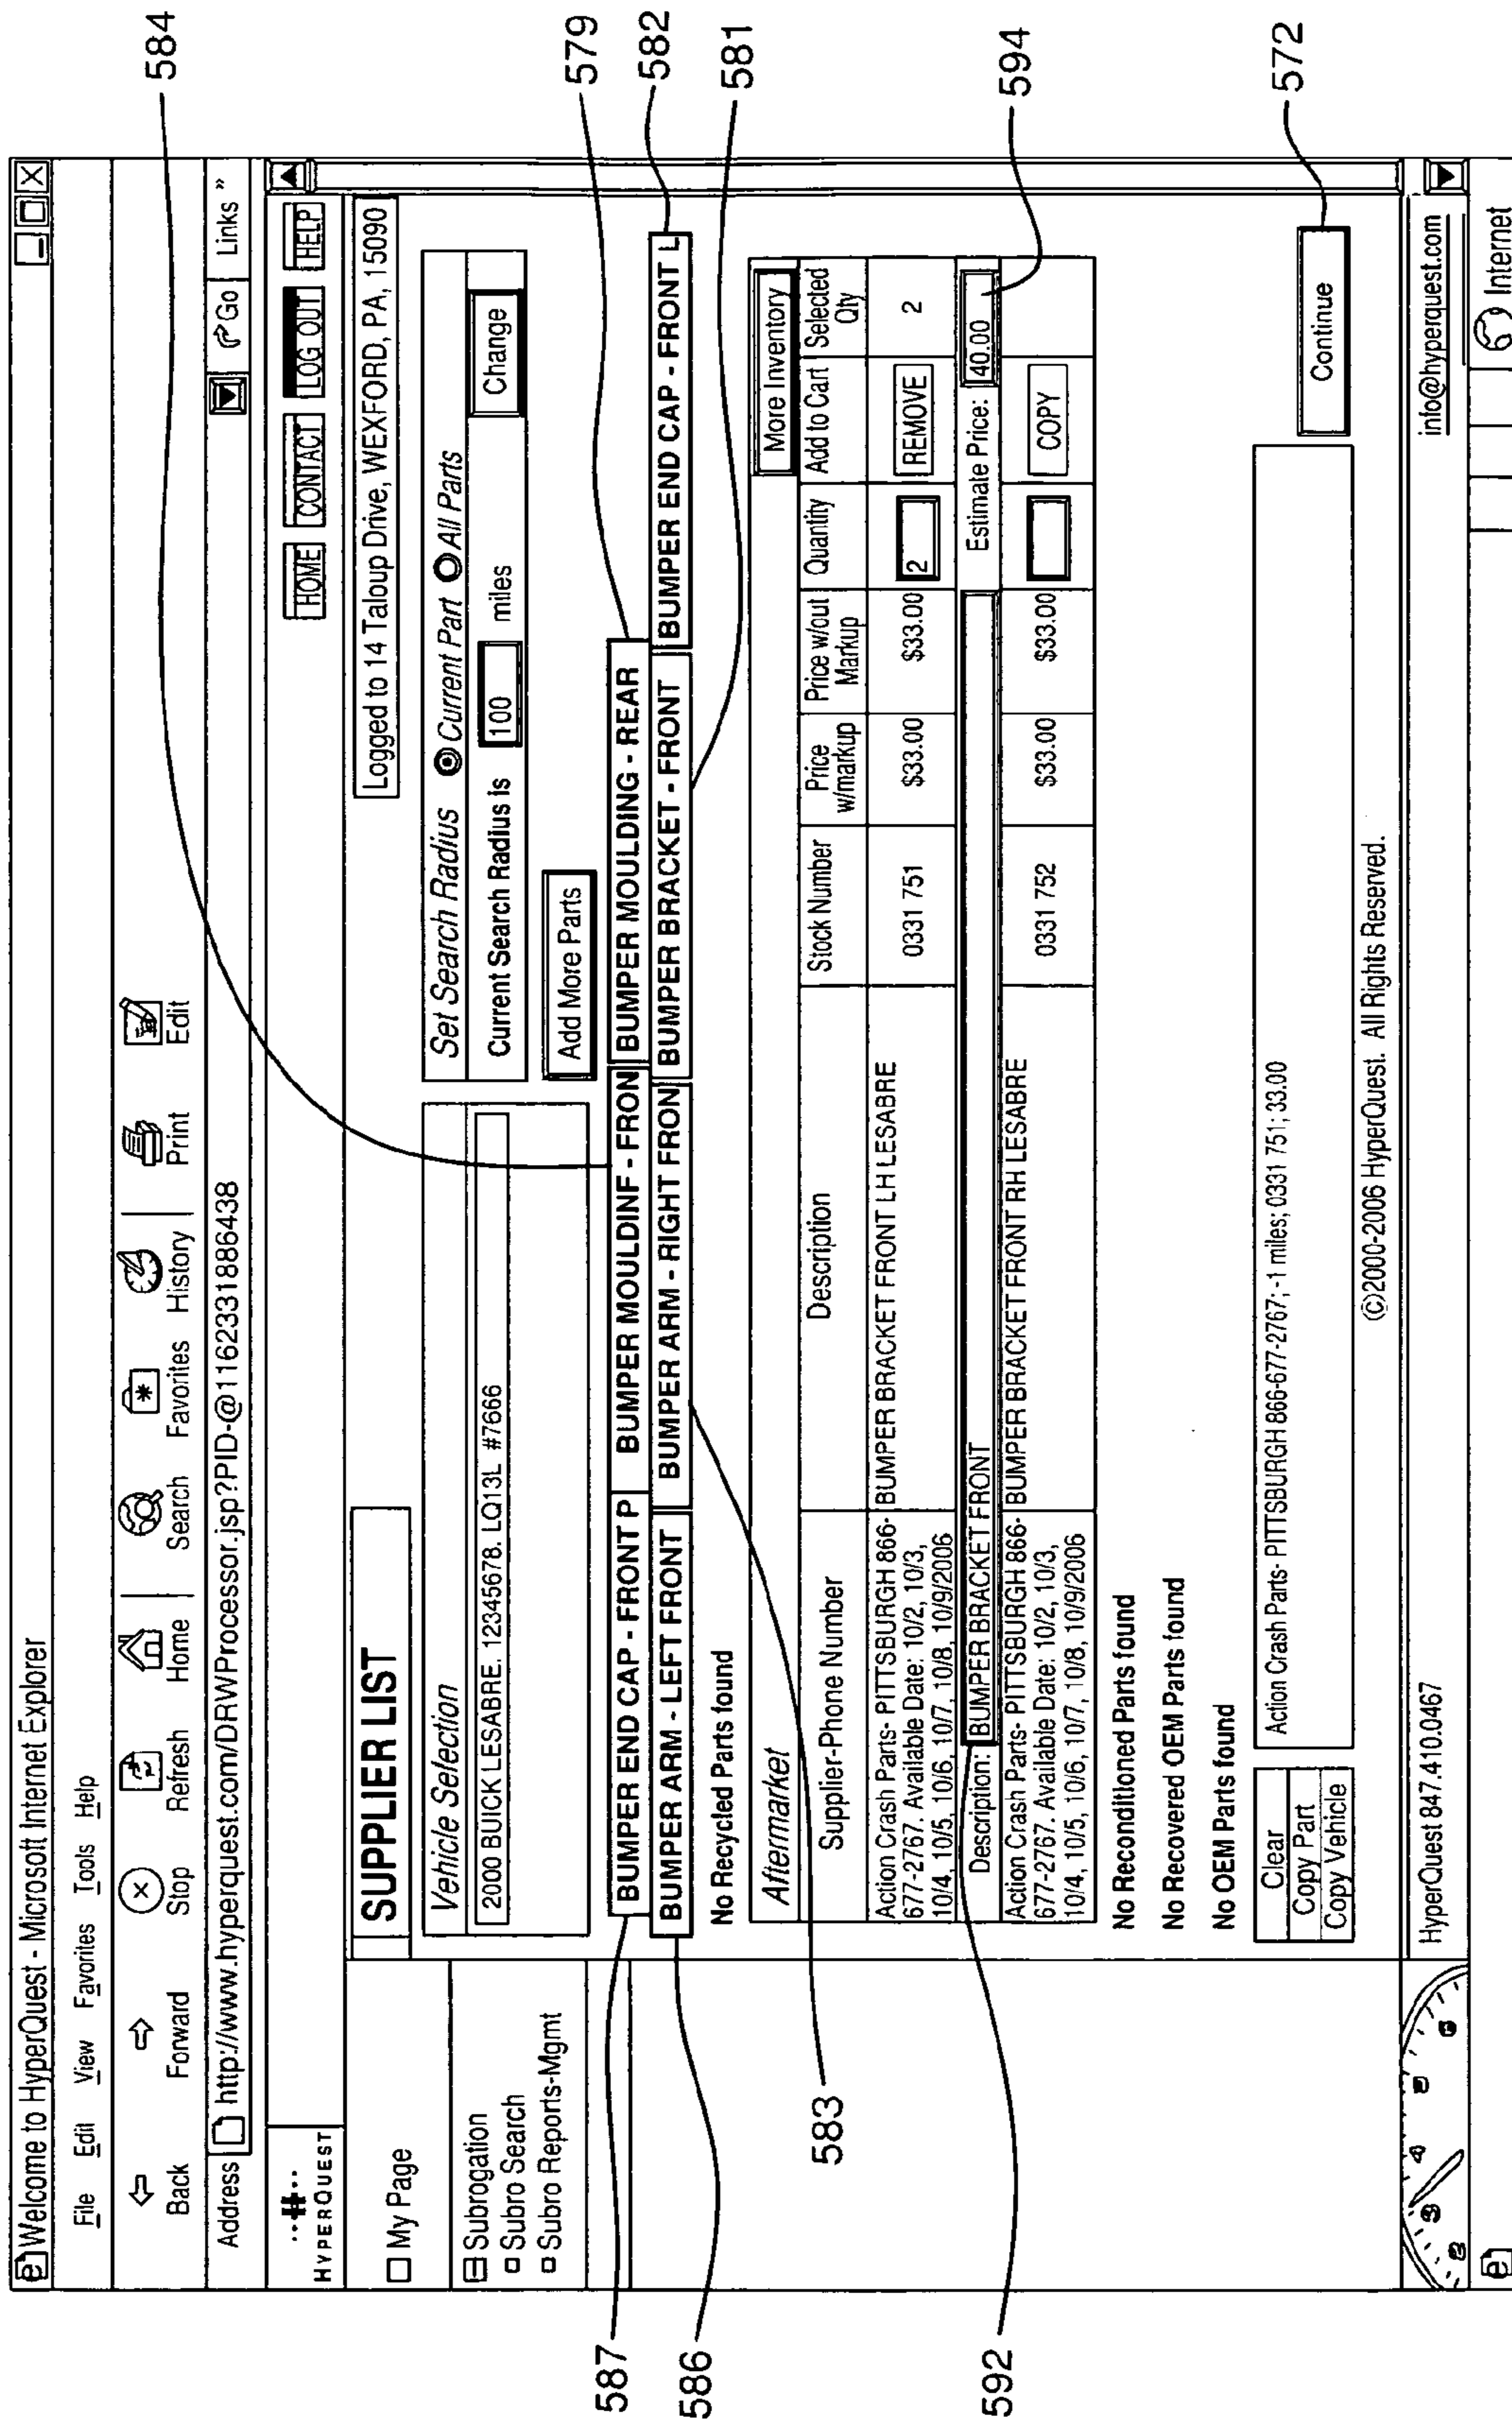 Welcome to HyperQuest - Microsoft Internet Explorer
File Edit View Favorites Tools Help
Back Forward Stop Refresh Home Search Favorites History Print Edit
Address http://www.hyperquest.com/DRWProcessor.jsp?PID-@1162331886438 Go Links »
HYPERQUEST
HOME CONTACT LOG OUT HELP
My Page
Subrogation
Subro Search
Subro Reports-Mgmt
SUPPLIER LIST
Logged to 14 Taloup Drive, WEXFORD, PA, 15090
Vehicle Selection
2000 BUICK LESABRE. 12345678. LQ13L #7666
Set Search Radius Current Part All Parts
Current Search Radius is 100 miles Change
Add More Parts
BUMPER END CAP - FRONT P BUMPER MOULDINF - FRON BUMPER MOULDING - REAR
BUMPER ARM - LEFT FRONT BUMPER ARM - RIGHT FRON BUMPER BRACKET - FRONT BUMPER END CAP - FRONT L
No Recycled Parts found
Aftermarket More Inventory
Supplier-Phone Number Description Stock Number Price w/markup Price w/out Markup Quantity Add to Cart Selected Qty
Action Crash Parts- PITTSBURGH 866- BUMPER BRACKET FRONT LH LESABRE 0331 751 $33.00 $33.00 2 REMOVE 2
677-2767. Available Date: 10/2, 10/3,
10/4, 10/5, 10/6, 10/7, 10/8, 10/9/2006
Description: BUMPER BRACKET FRONT Estimate Price: 40.00
Action Crash Parts- PITTSBURGH 866- BUMPER BRACKET FRONT RH LESABRE 0331 752 $33.00 $33.00 COPY
677-2767. Available Date: 10/2, 10/3,
10/4, 10/5, 10/6, 10/7, 10/8, 10/9/2006
No Reconditioned Parts found
No Recovered OEM Parts found
No OEM Parts found
Clear
Copy Part
Copy Vehicle
Action Crash Parts- PITTSBURGH 866-677-2767; -1 miles; 0331 751; 33.00
Continue
©2000-2006 HyperQuest. All Rights Reserved.
HyperQuest 847.410.0467 info@hyperquest.com
Internet
584
579
582
581
594
572
587
586
583
592